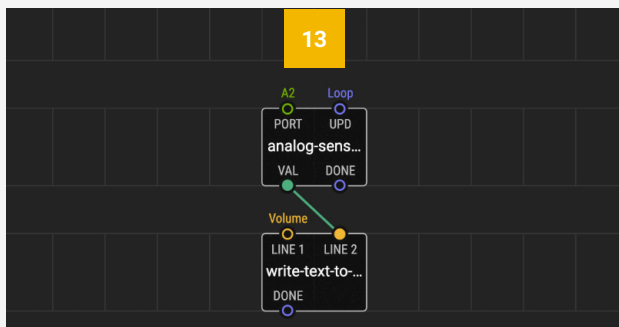 13
A2 Loop
PORT UPD
analog-sens...
VAL DONE
Volume
LINE 1 LINE 2
write-text-to-...
DONE